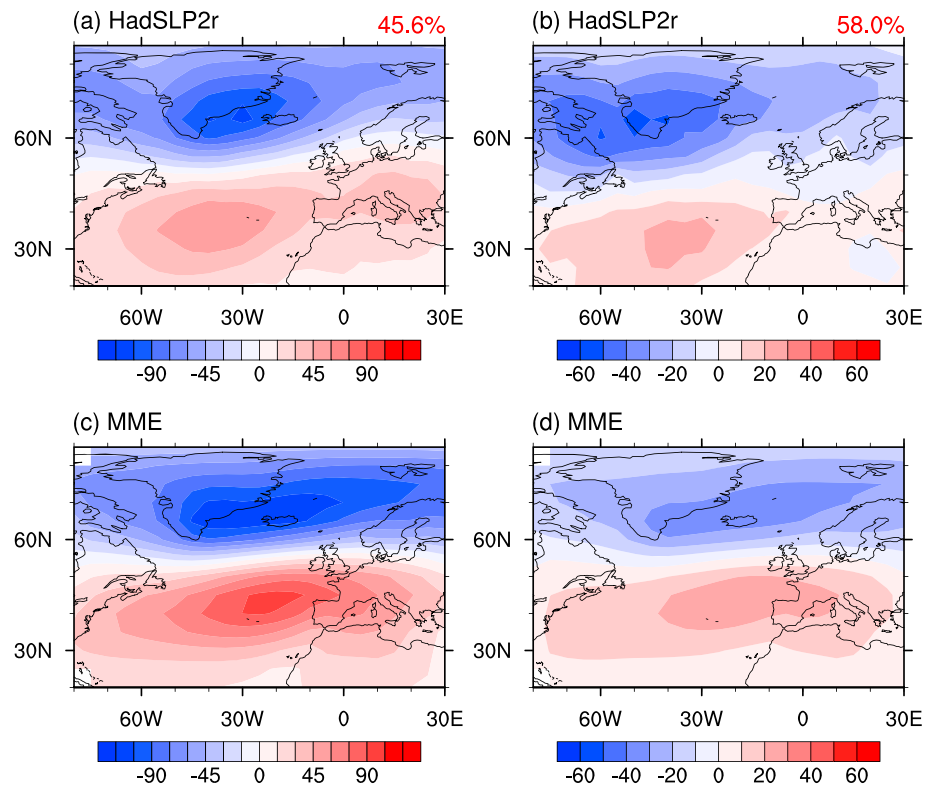 (a) HadSLP2r 45.6%
(b) HadSLP2r 58.0%
60N
30N
60W 30W 0 30E
-90 -45 0 45 90
60N
30N
60W 30W 0 30E
-60 -40 -20 0 20 40 60
(c) MME
(d) MME
60N
30N
60W 30W 0 30E
-90 -45 0 45 90
60N
30N
60W 30W 0 30E
-60 -40 -20 0 20 40 60